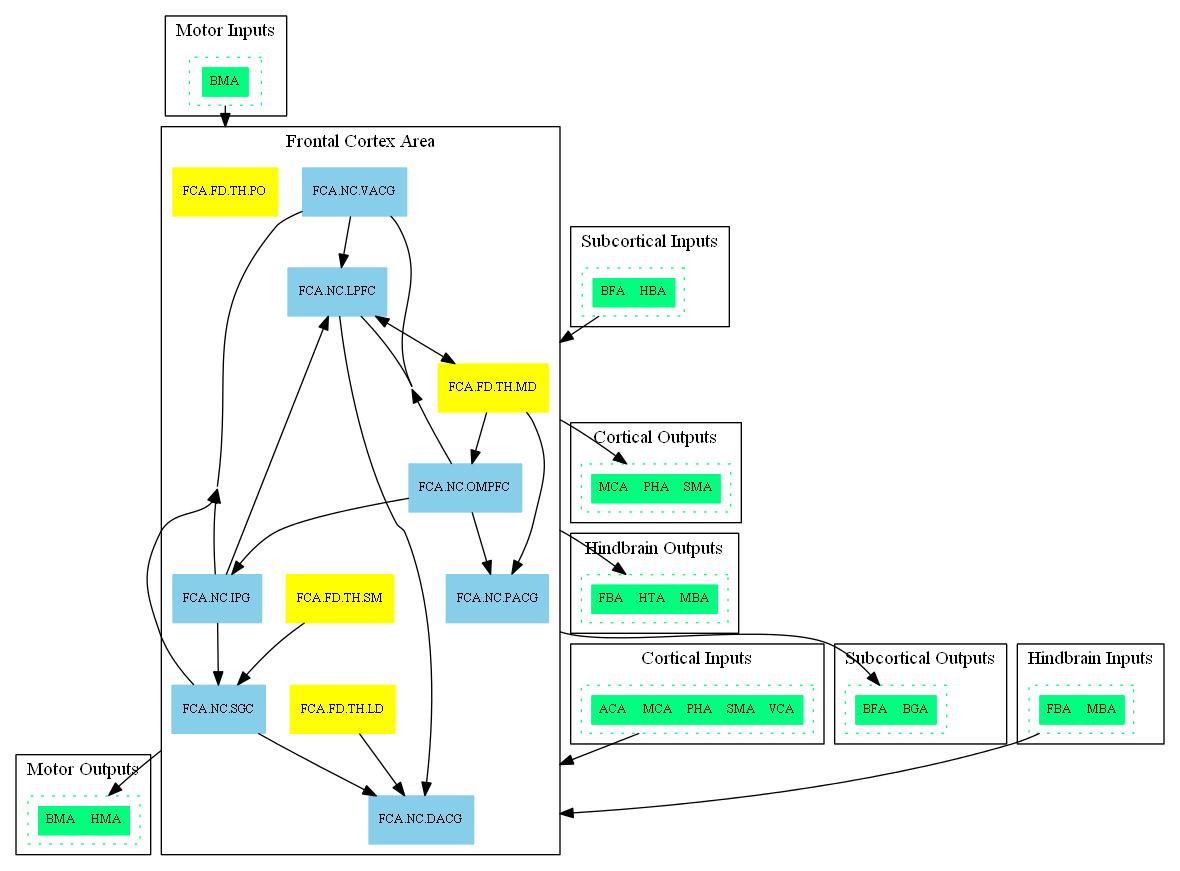 Motor Inputs
BMA
Frontal Cortex Area
FCA.FD.TH.PO
FCA.NC.VACG
Subcortical Inputs
BFA HBA
FCA.NC.LPFC
FCA.FD.TH.MD
Cortical Outputs
MCA PHA SMA
FCA.NC.OMPFC
Hindbrain Outputs
FBA HTA MBA
FCA.NC.IPG
FCA.FD.TH.SM
FCA.NC.PACG
Cortical Inputs
ACA MCA PHA SMA VCA
Subcortical Outputs
BFA BGA
Hindbrain Inputs
FBA MBA
FCA.NC.SGC
FCA.FD.TH.LD
Motor Outputs
BMA HMA
FCA.NC.DACG